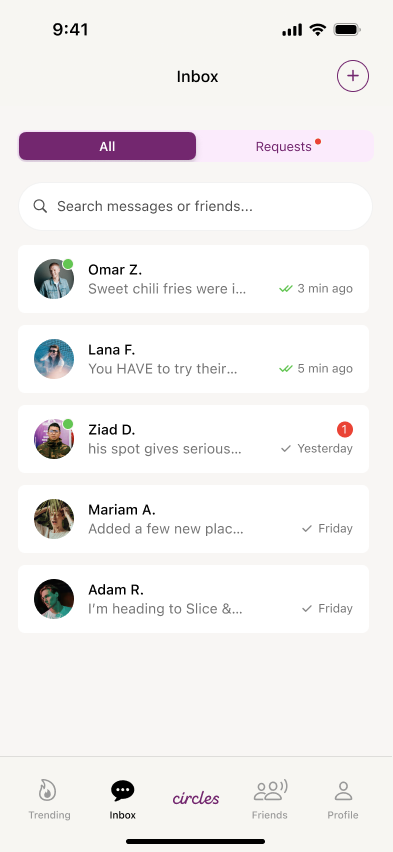 9:41
Inbox
All
Requests
Search messages or friends...
Omar Z.
Sweet chili fries were i...
3 min ago
Lana F.
You HAVE to try their...
5 min ago
Ziad D.
1
his spot gives serious...
Yesterday
Mariam A.
Added a few new plac...
Friday
Adam R.
I'm heading to Slice &...
Friday
Trending
Inbox
circles
Friends
Profile